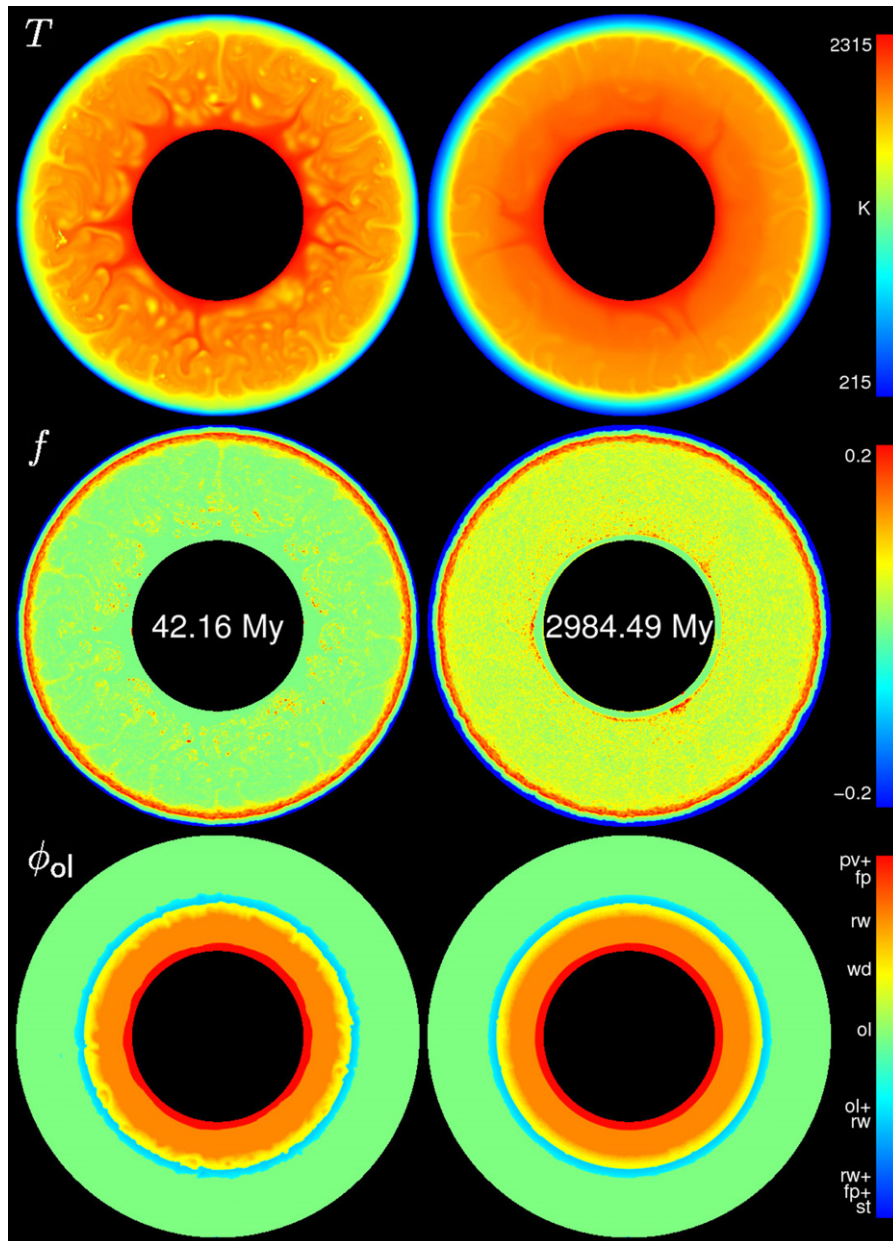 T
2315
K
215
f
0.2
42.16 My
2984.49 My
−0.2
ϕol
pv+
fp
rw
wd
ol
ol+
rw
rw+
fp+
st